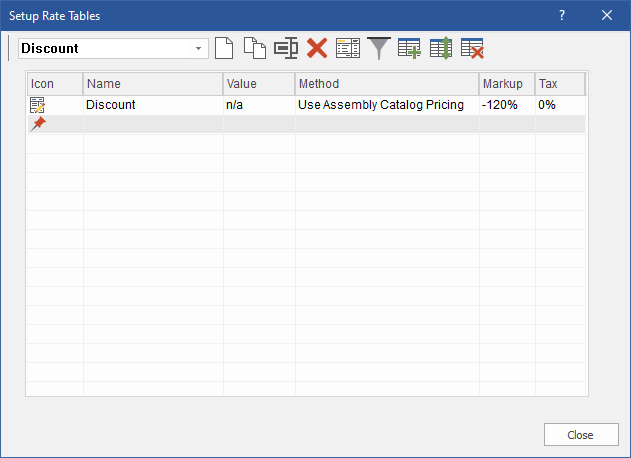 Setup Rate Tables
?
Discount
Icon Name Value Method Markup Tax
Discount n/a Use Assembly Catalog Pricing -120% 0%
Close